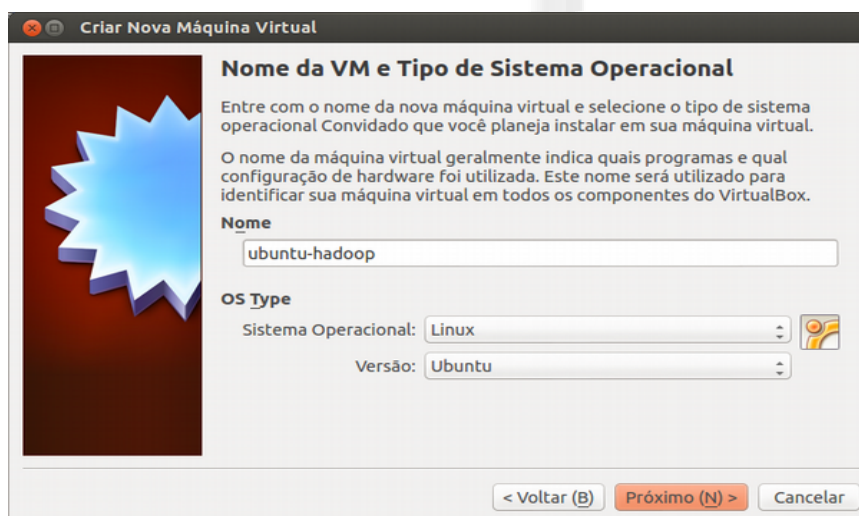 Criar Nova Máquina Virtual
Nome da VM e Tipo de Sistema Operacional
Entre com o nome da nova máquina virtual e selecione o tipo de sistema
operacional Convidado que você planeja instalar em sua máquina virtual.
O nome da máquina virtual geralmente indica quais programas e qual
configuração de hardware foi utilizada. Este nome será utilizado para
identificar sua máquina virtual em todos os componentes do VirtualBox.
Nome
ubuntu-hadoop
OS Type
Sistema Operacional: Linux
Versão: Ubuntu
< Voltar (B) Próximo (N) > Cancelar